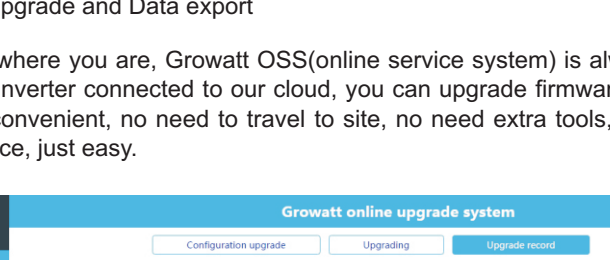 pgrade and Data export
where you are, Growatt OSS(online service system) is
nverter connected to our cloud, you can upgrade
onvenient, no need to travel to site, no need extra tools,
ce, just easy.
Growatt online upgrade system
Configuration upgrade Upgrading Upgrade record